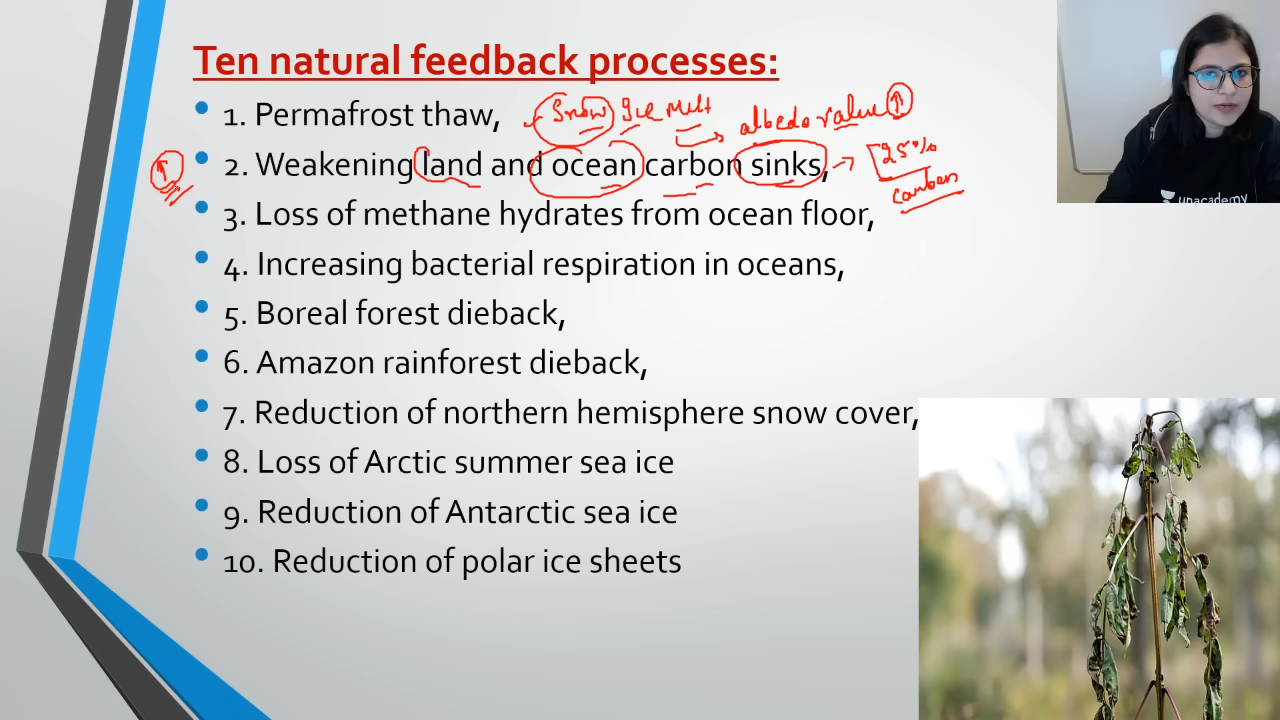 Ten natural feedback processes:
• 1. Permafrost thaw,
Snow Ice Melt
albedo value ↑
↑
• 2. Weakening land and ocean carbon sinks,
→ 25%
carbon
• 3. Loss of methane hydrates from ocean floor,
• 4. Increasing bacterial respiration in oceans,
• 5. Boreal forest dieback,
• 6. Amazon rainforest dieback,
• 7. Reduction of northern hemisphere snow cover,
• 8. Loss of Arctic summer sea ice
• 9. Reduction of Antarctic sea ice
• 10. Reduction of polar ice sheets
unacademy